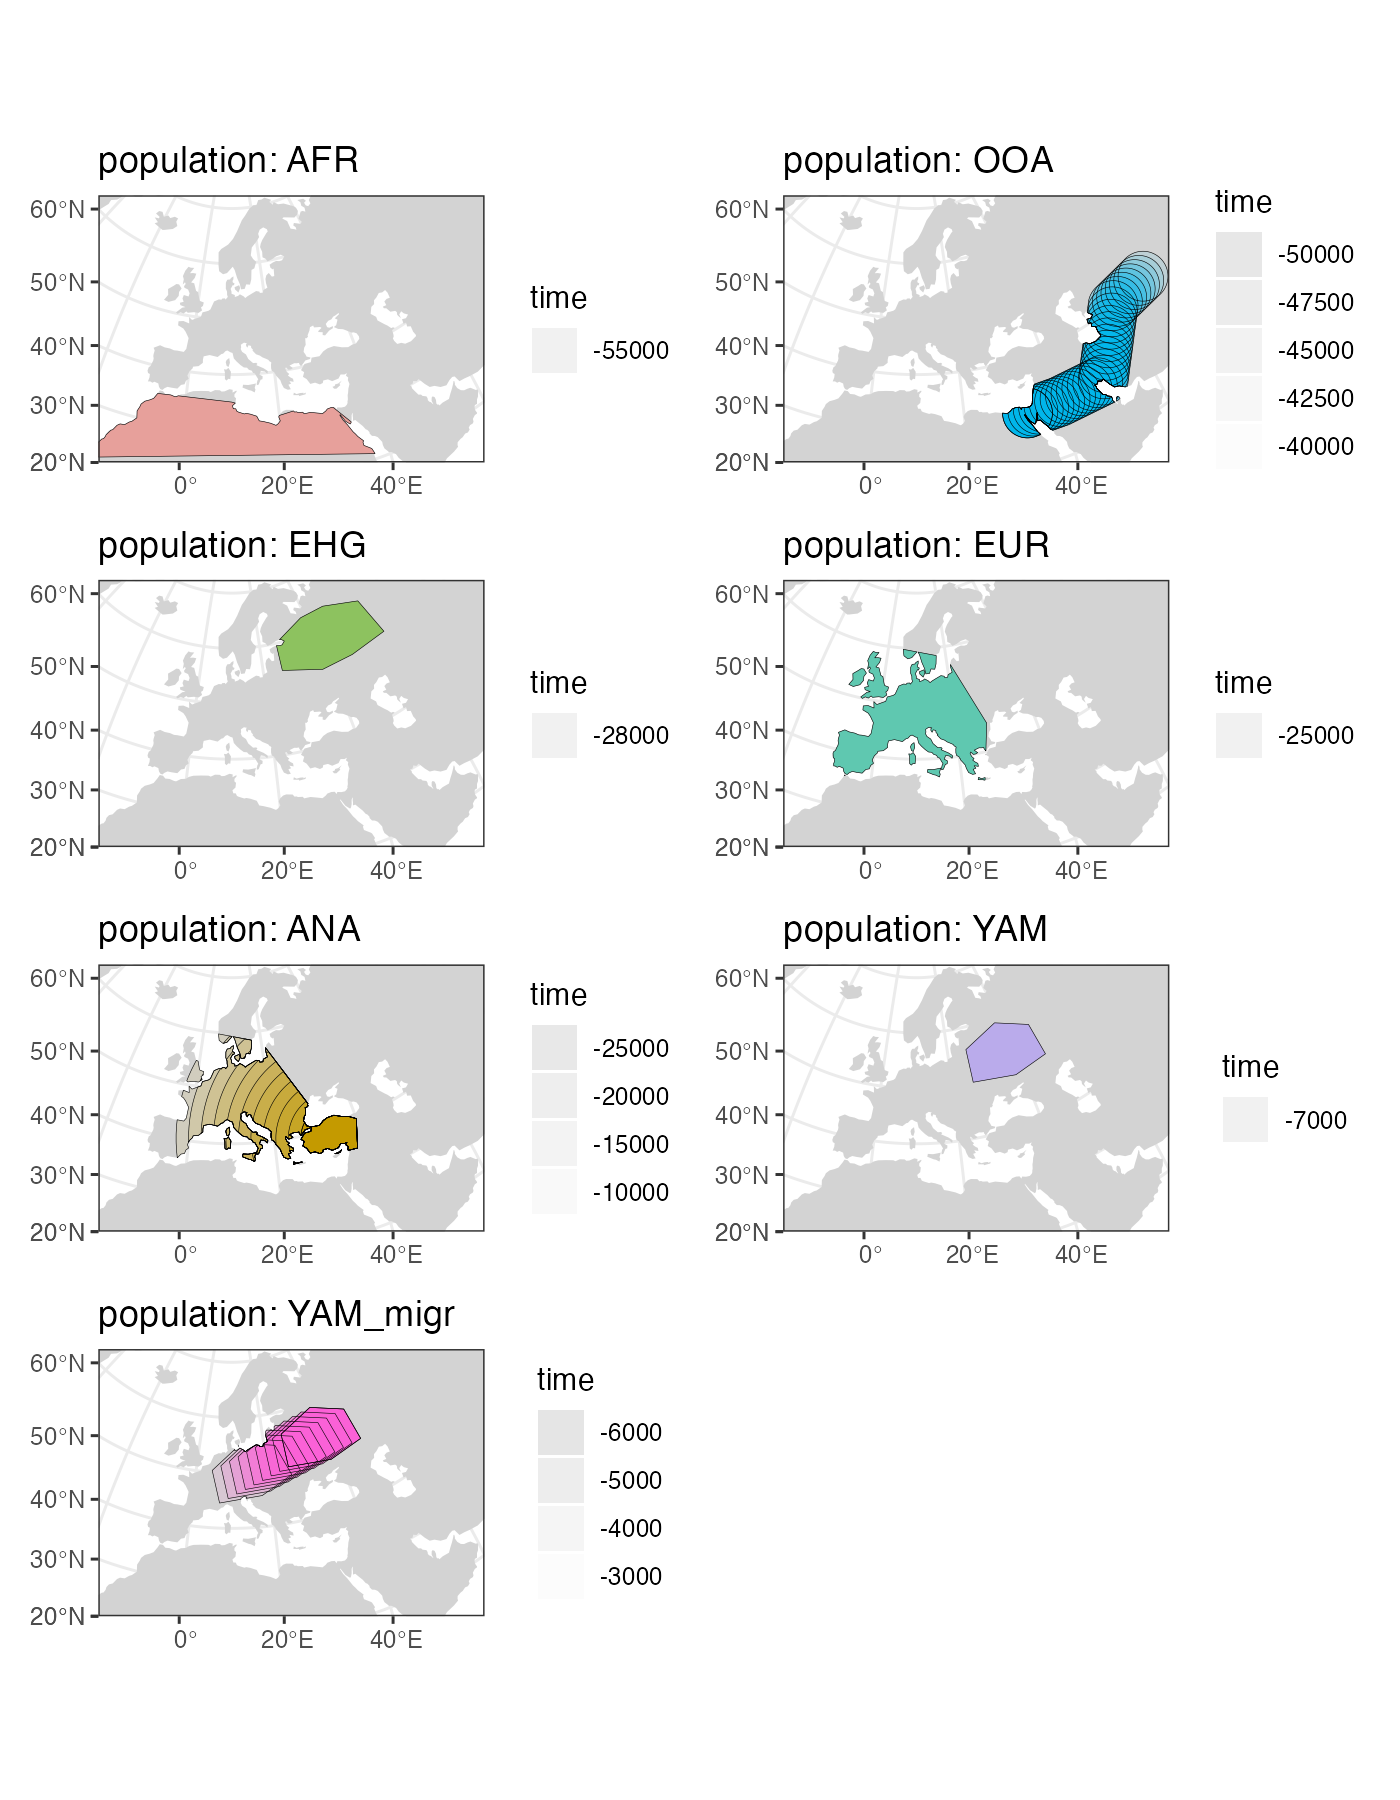 population: AFR
60°N
50°N
40°N
30°N
20°N
0°
20°E
40°E
time
-55000
population: OOA
60°N
50°N
40°N
30°N
20°N
0°
20°E
40°E
time
-50000
-47500
-45000
-42500
-40000
population: EHG
60°N
50°N
40°N
30°N
20°N
0°
20°E
40°E
time
-28000
population: EUR
60°N
50°N
40°N
30°N
20°N
0°
20°E
40°E
time
-25000
population: ANA
60°N
50°N
40°N
30°N
20°N
0°
20°E
40°E
time
-25000
-20000
-15000
-10000
population: YAM
60°N
50°N
40°N
30°N
20°N
0°
20°E
40°E
time
-7000
population: YAM_migr
60°N
50°N
40°N
30°N
20°N
0°
20°E
40°E
time
-6000
-5000
-4000
-3000